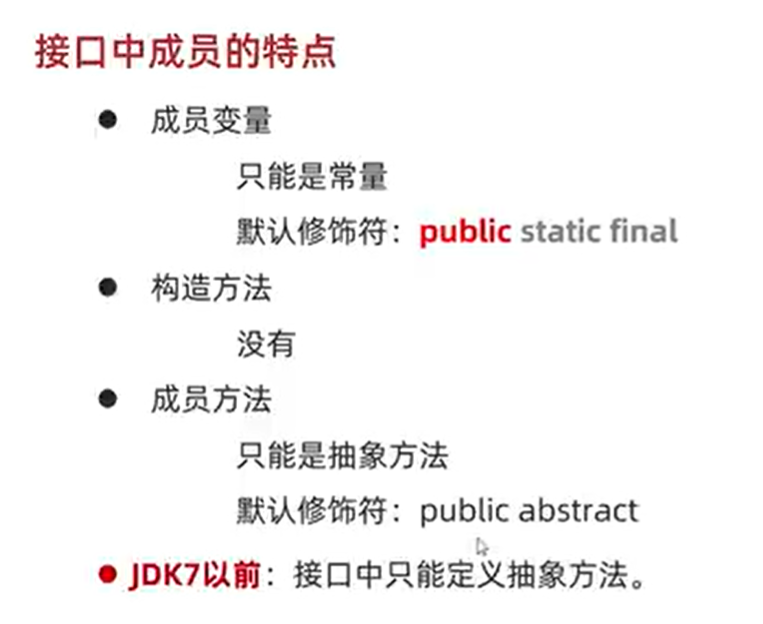 接口中成员的特点
● 成员变量
只能是常量
默认修饰符：public static final
● 构造方法
没有
● 成员方法
只能是抽象方法
默认修饰符：public abstract
● JDK7以前：接口中只能定义抽象方法。